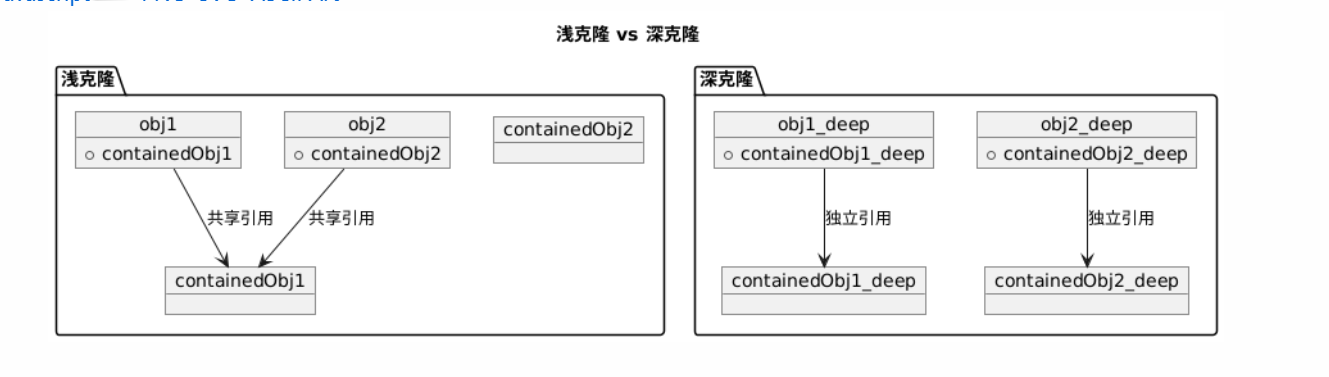 浅克隆 vs 深克隆
浅克隆
obj1
containedObj1
obj2
containedObj2
containedObj2
共享引用
共享引用
containedObj1
深克隆
obj1_deep
containedObj1_deep
obj2_deep
containedObj2_deep
独立引用
独立引用
containedObj1_deep
containedObj2_deep